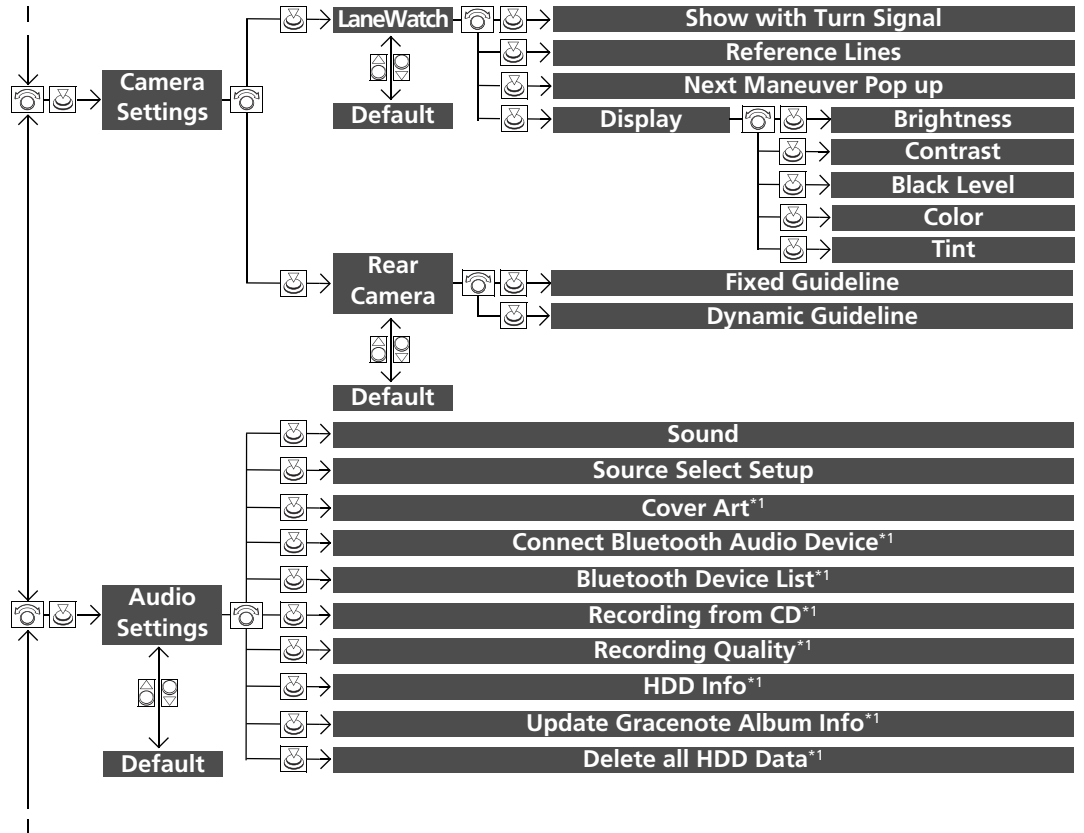 LaneWatch
Show with Turn Signal
Reference Lines
Next Maneuver Pop up
Camera
Settings
Default
Display
Brightness
Contrast
Black Level
Color
Tint
Rear
Camera
Fixed Guideline
Dynamic Guideline
Default
Sound
Source Select Setup
Cover Art*1
Connect Bluetooth Audio Device*1
Bluetooth Device List*1
Audio
Settings
Recording from CD*1
Recording Quality*1
HDD Info*1
Update Gracenote Album Info*1
Default
Delete all HDD Data*1